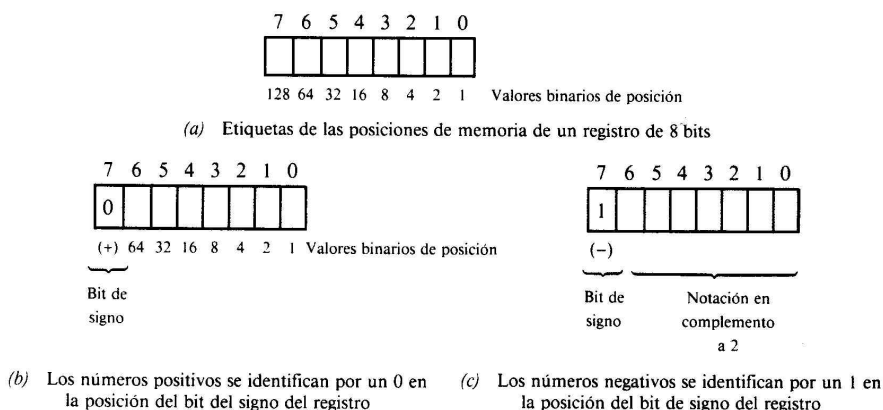 7 6 5 4 3 2 1 0
128 64 32 16 8 4 2 1 Valores binarios de posición
(a) Etiquetas de las posiciones de memoria de un registro de 8 bits
7 6 5 4 3 2 1 0
0
(+) 64 32 16 8 4 2 1 Valores binarios de posición
Bit de
signo
(b) Los números positivos se identifican por un 0 en
la posición del bit del signo del registro
7 6 5 4 3 2 1 0
1
(−)
Bit de
signo
Notación en
complemento
a 2
(c) Los números negativos se identifican por un 1 en
la posición del bit de signo del registro